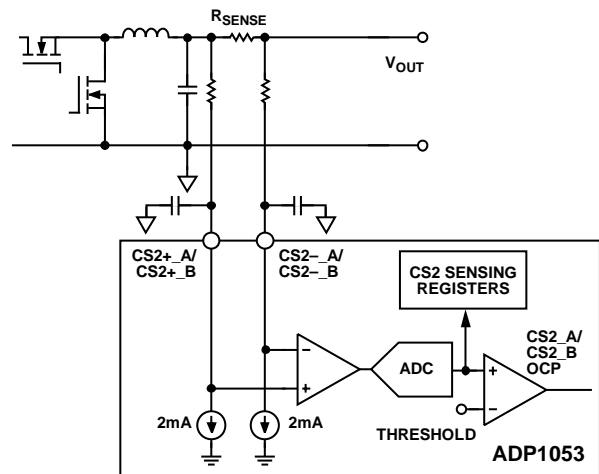 RSENSE
VOUT
CS2+_A/
CS2+_B
CS2–_A/
CS2–_B
CS2 SENSING
REGISTERS
CS2_A/
CS2_B
OCP
ADC
2mA
2mA
THRESHOLD
ADP1053